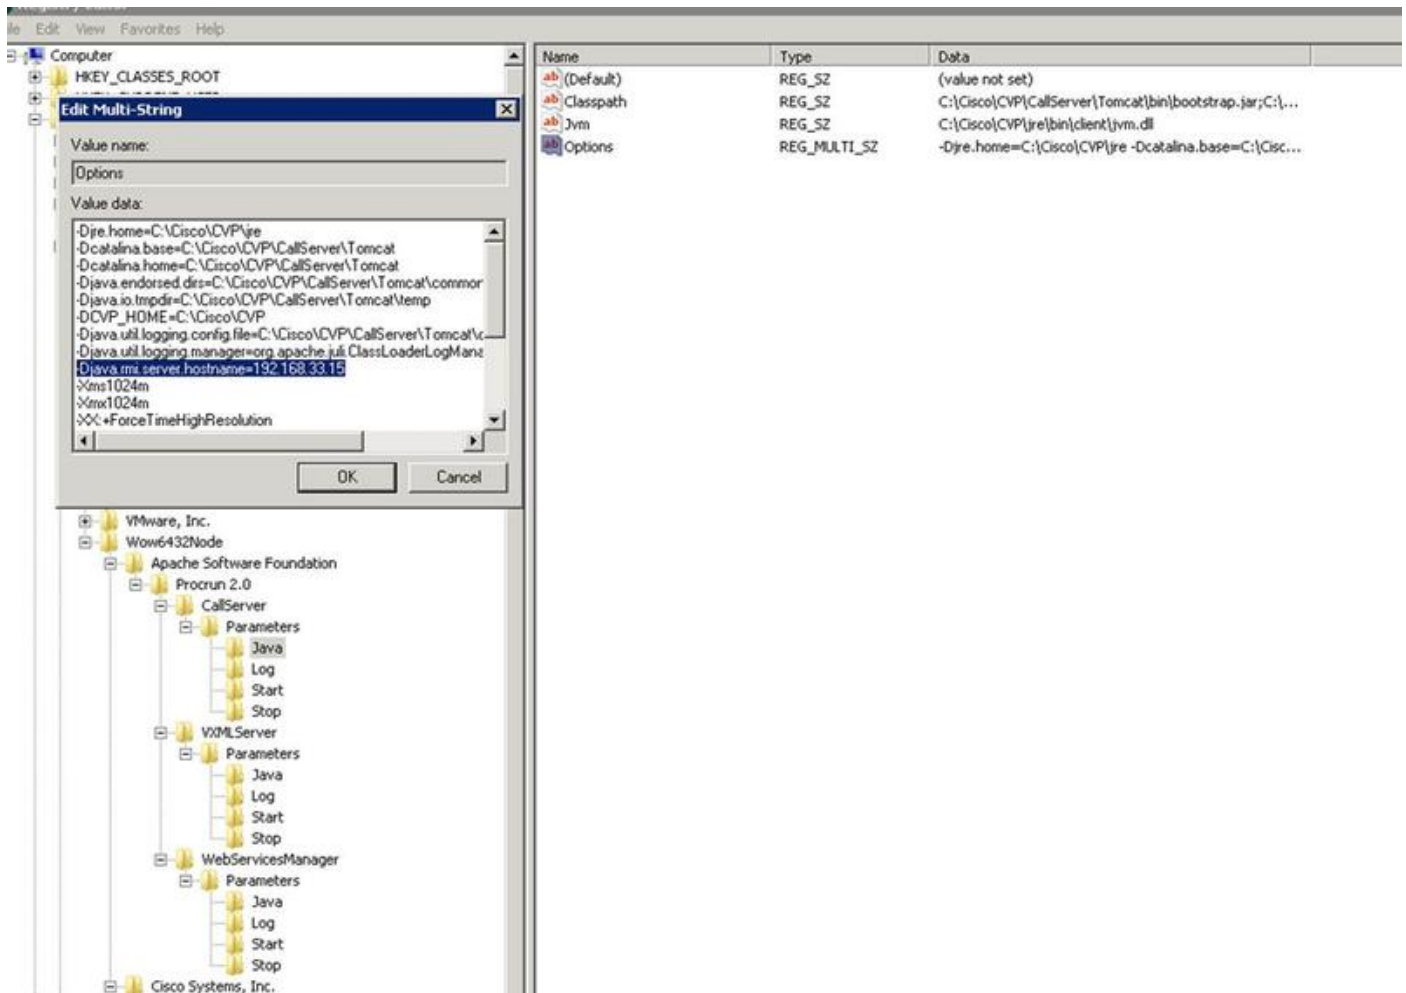 File Edit View Favorites Help
Computer
HKEY_CLASSES_ROOT
Edit Multi-String
Value name:
Options
Value data:
-Djre.home=C:\Cisco\CVP\jre
-Dcatalina.base=C:\Cisco\CVP\CallServer\Tomcat
-Dcatalina.home=C:\Cisco\CVP\CallServer\Tomcat
-Djava.endorsed.dirs=C:\Cisco\CVP\CallServer\Tomcat\common
-Djava.io.tmpdir=C:\Cisco\CVP\CallServer\Tomcat\temp
-DCVP_HOME=C:\Cisco\CVP
-Djava.util.logging.config.file=C:\Cisco\CVP\CallServer\Tomcat\c
-Djava.util.logging.manager=org.apache.juli.ClassLoaderLogMana
-Djava.rmi.server.hostname=192.168.33.15
-Xms1024m
-Xmx1024m
-XX:+ForceTimeHighResolution
OK Cancel
VMware, Inc.
Wow6432Node
Apache Software Foundation
Procrun 2.0
CallServer
Parameters
Java
Log
Start
Stop
VXMLServer
Parameters
Java
Log
Start
Stop
WebServicesManager
Parameters
Java
Log
Start
Stop
Cisco Systems, Inc.
Name Type Data
(Default) REG_SZ (value not set)
Classpath REG_SZ C:\Cisco\CVP\CallServer\Tomcat\bin\bootstrap.jar;C:\...
Jvm REG_SZ C:\Cisco\CVP\jre\bin\client\jvm.dll
Options REG_MULTI_SZ -Djre.home=C:\Cisco\CVP\jre -Dcatalina.base=C:\Cisc...